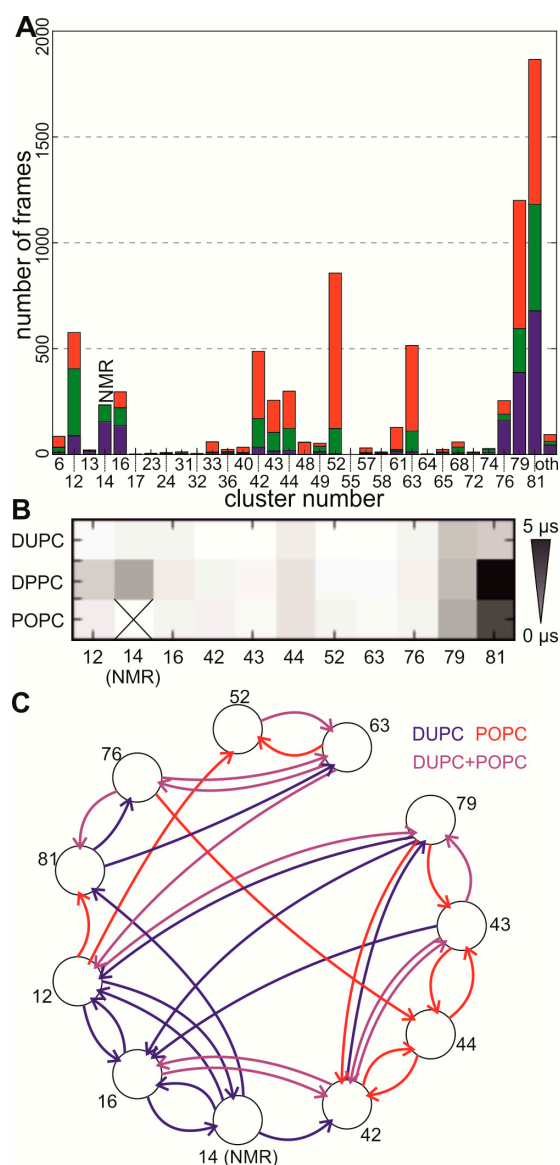 A
2000
1500
1000
500
0
number of frames
NMR
6 13 16 23 31 33 40 43 48 52 57 61 64 68 74 79 oth
12 14 17 24 32 36 42 44 49 55 58 63 65 72 76 81
cluster number
B
DUPC
DPPC
POPC
5 µs
0 µs
12 14 16 42 43 44 52 63 76 79 81
(NMR)
C
52
63
DUPC POPC
DUPC+POPC
76
79
81
43
12
44
16
42
14 (NMR)